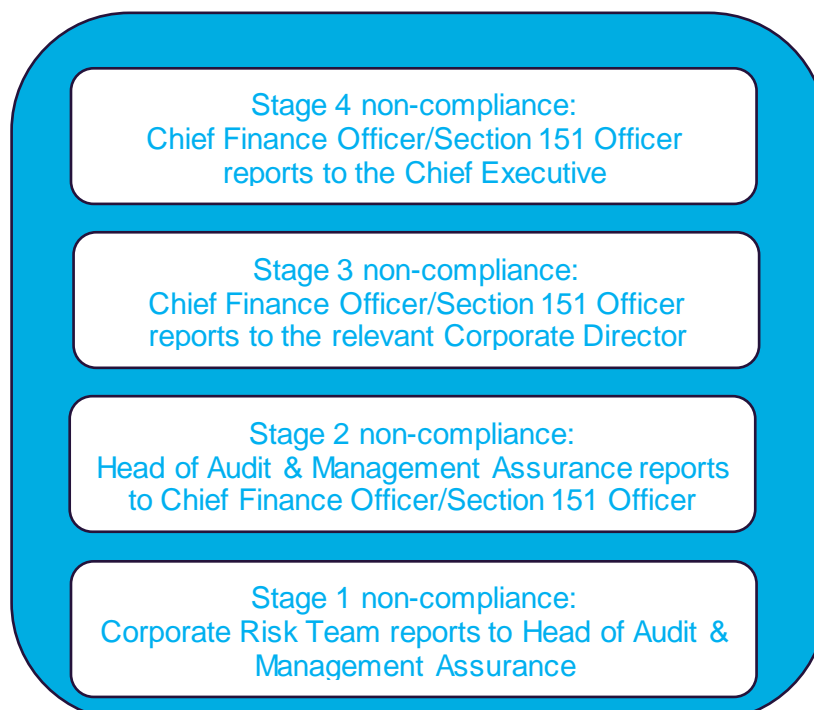 Stage 4 non-compliance:
Chief Finance Officer/Section 151 Officer
reports to the Chief Executive
Stage 3 non-compliance:
Chief Finance Officer/Section 151 Officer
reports to the relevant Corporate Director
Stage 2 non-compliance:
Head of Audit & Management Assurance reports
to Chief Finance Officer/Section 151 Officer
Stage 1 non-compliance:
Corporate Risk Team reports to Head of Audit &
Management Assurance